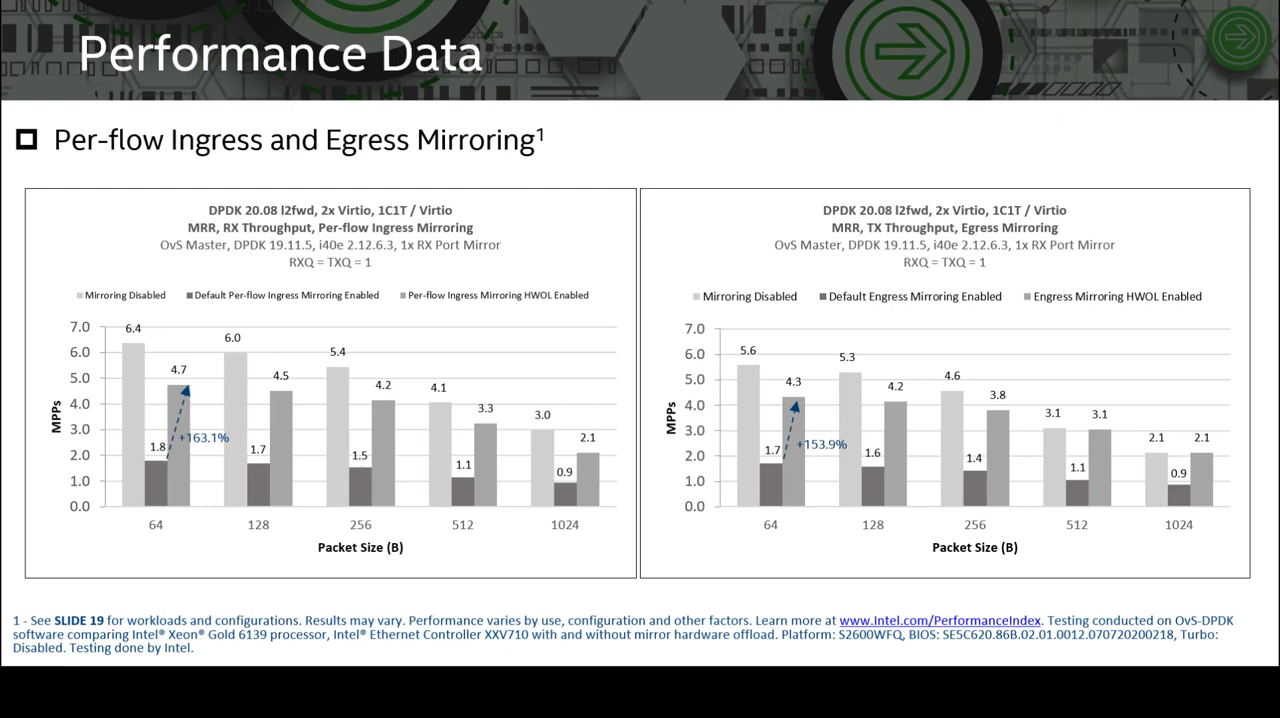 Performance Data
Per-flow Ingress and Egress Mirroring1
DPDK 20.08 l2fwd, 2x Virtio, 1C1T / Virtio
MRR, RX Throughput, Per-flow Ingress Mirroring
OvS Master, DPDK 19.11.5, i40e 2.12.6.3, 1x RX Port Mirror
RXQ = TXQ = 1
Mirroring Disabled Default Per-flow Ingress Mirroring Enabled Per-flow Ingress Mirroring HWOL Enabled
MPPs
7.0
6.0
5.0
4.0
3.0
2.0
1.0
0.0
6.4 1.8 4.7
+163.1%
6.0 1.7 4.5
5.4 1.5 4.2
4.1 1.1 3.3
3.0 0.9 2.1
64 128 256 512 1024
Packet Size (B)
DPDK 20.08 l2fwd, 2x Virtio, 1C1T / Virtio
MRR, TX Throughput, Egress Mirroring
OvS Master, DPDK 19.11.5, i40e 2.12.6.3, 1x RX Port Mirror
RXQ = TXQ = 1
Mirroring Disabled Default Engress Mirroring Enabled Engress Mirroring HWOL Enabled
MPPs
7.0
6.0
5.0
4.0
3.0
2.0
1.0
0.0
5.6 1.7 4.3
+153.9%
5.3 1.6 4.2
4.6 1.4 3.8
3.1 1.1 3.1
2.1 0.9 2.1
64 128 256 512 1024
Packet Size (B)
1 - See SLIDE 19 for workloads and configurations. Results may vary. Performance varies by use, configuration and other factors. Learn more at www.Intel.com/PerformanceIndex. Testing conducted on OvS-DPDK
software comparing Intel® Xeon® Gold 6139 processor, Intel® Ethernet Controller XXV710 with and without mirror hardware offload. Platform: S2600WFQ, BIOS: SE5C620.86B.02.01.0012.070720200218, Turbo:
Disabled. Testing done by Intel.